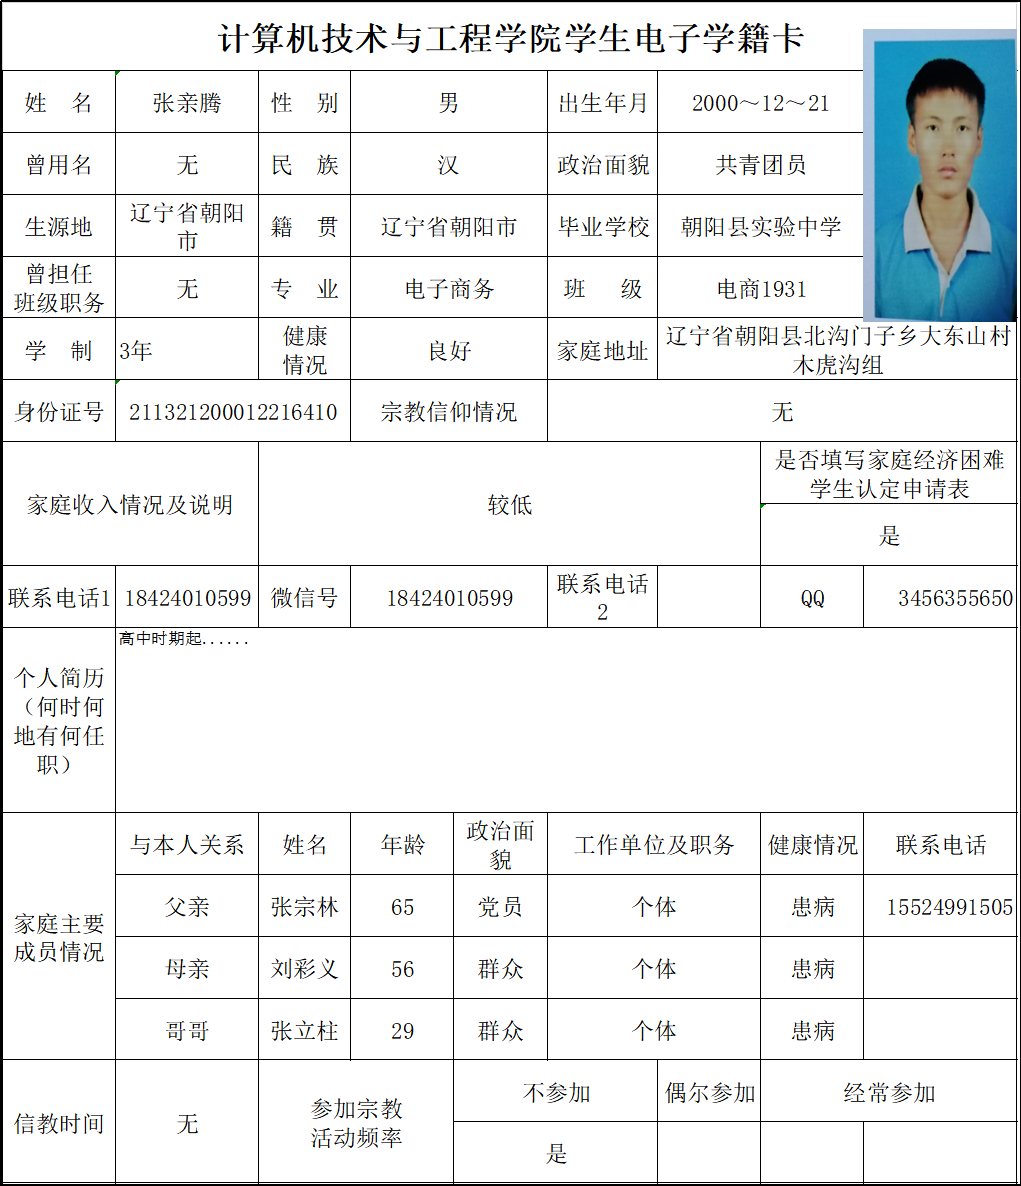 计算机技术与工程学院学生电子学籍卡
姓 名 张亲腾 性 别 男 出生年月 2000～12～21
曾用名 无 民 族 汉 政治面貌 共青团员
生源地 辽宁省朝阳
市 籍 贯 辽宁省朝阳市 毕业学校 朝阳县实验中学
曾担任
班级职务 无 专 业 电子商务 班 级 电商1931
学 制 3年 健康
情况 良好 家庭地址 辽宁省朝阳县北沟门子乡大东山村
木虎沟组
身份证号 211321200012216410 宗教信仰情况 无
家庭收入情况及说明 较低 是否填写家庭经济困难
学生认定申请表
是
联系电话1 18424010599 微信号 18424010599 联系电话
2 QQ 3456355650
个人简历
（何时何
地有何任
职） 高中时期起......
家庭主要
成员情况 与本人关系 姓名 年龄 政治面
貌 工作单位及职务 健康情况 联系电话
父亲 张宗林 65 党员 个体 患病 15524991505
母亲 刘彩义 56 群众 个体 患病
哥哥 张立柱 29 群众 个体 患病
信教时间 无 参加宗教
活动频率 不参加 偶尔参加 经常参加
是